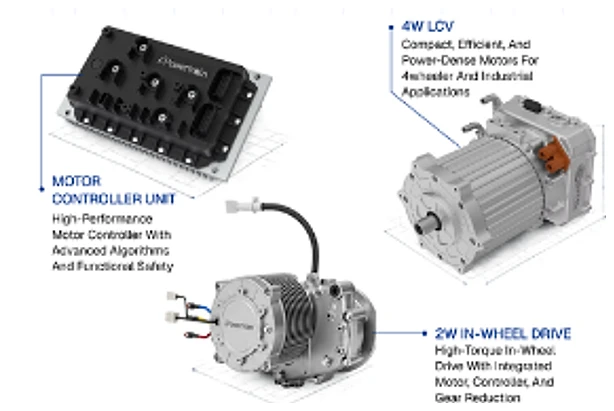 Powertrain
MOTOR
CONTROLLER UNIT
High-Performance
Motor Controller With
Advanced Algorithms
And Functional Safety
4W LCV
Compact, Efficient, And
Power-Dense Motors For
4wheeler And Industrial
Applications
2W IN-WHEEL DRIVE
High-Torque In-Wheel
Drive With Integrated
Motor, Controller, And
Gear Reduction